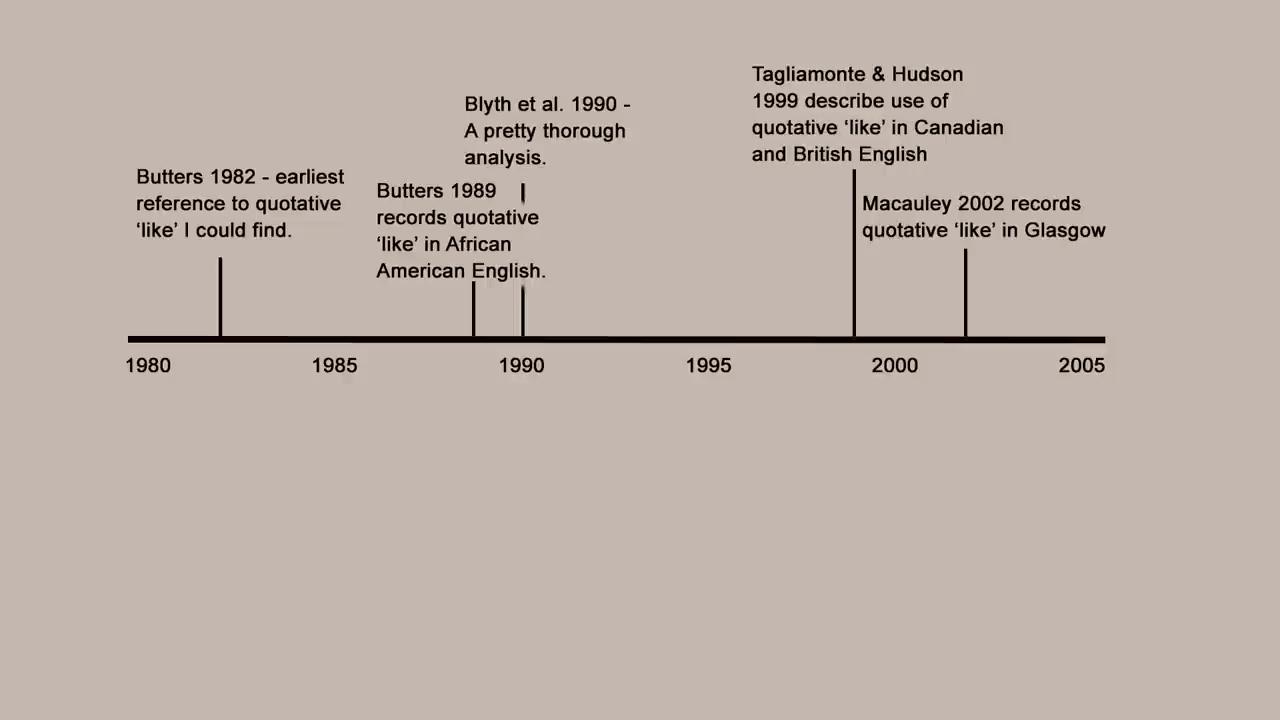 Butters 1982 - earliest
reference to quotative
‘like’ I could find.
Butters 1989
records quotative
‘like’ in African
American English.
Blyth et al. 1990 -
A pretty thorough
analysis.
Tagliamonte & Hudson
1999 describe use of
quotative ‘like’ in Canadian
and British English
Macauley 2002 records
quotative ‘like’ in Glasgow
1980 1985 1990 1995 2000 2005